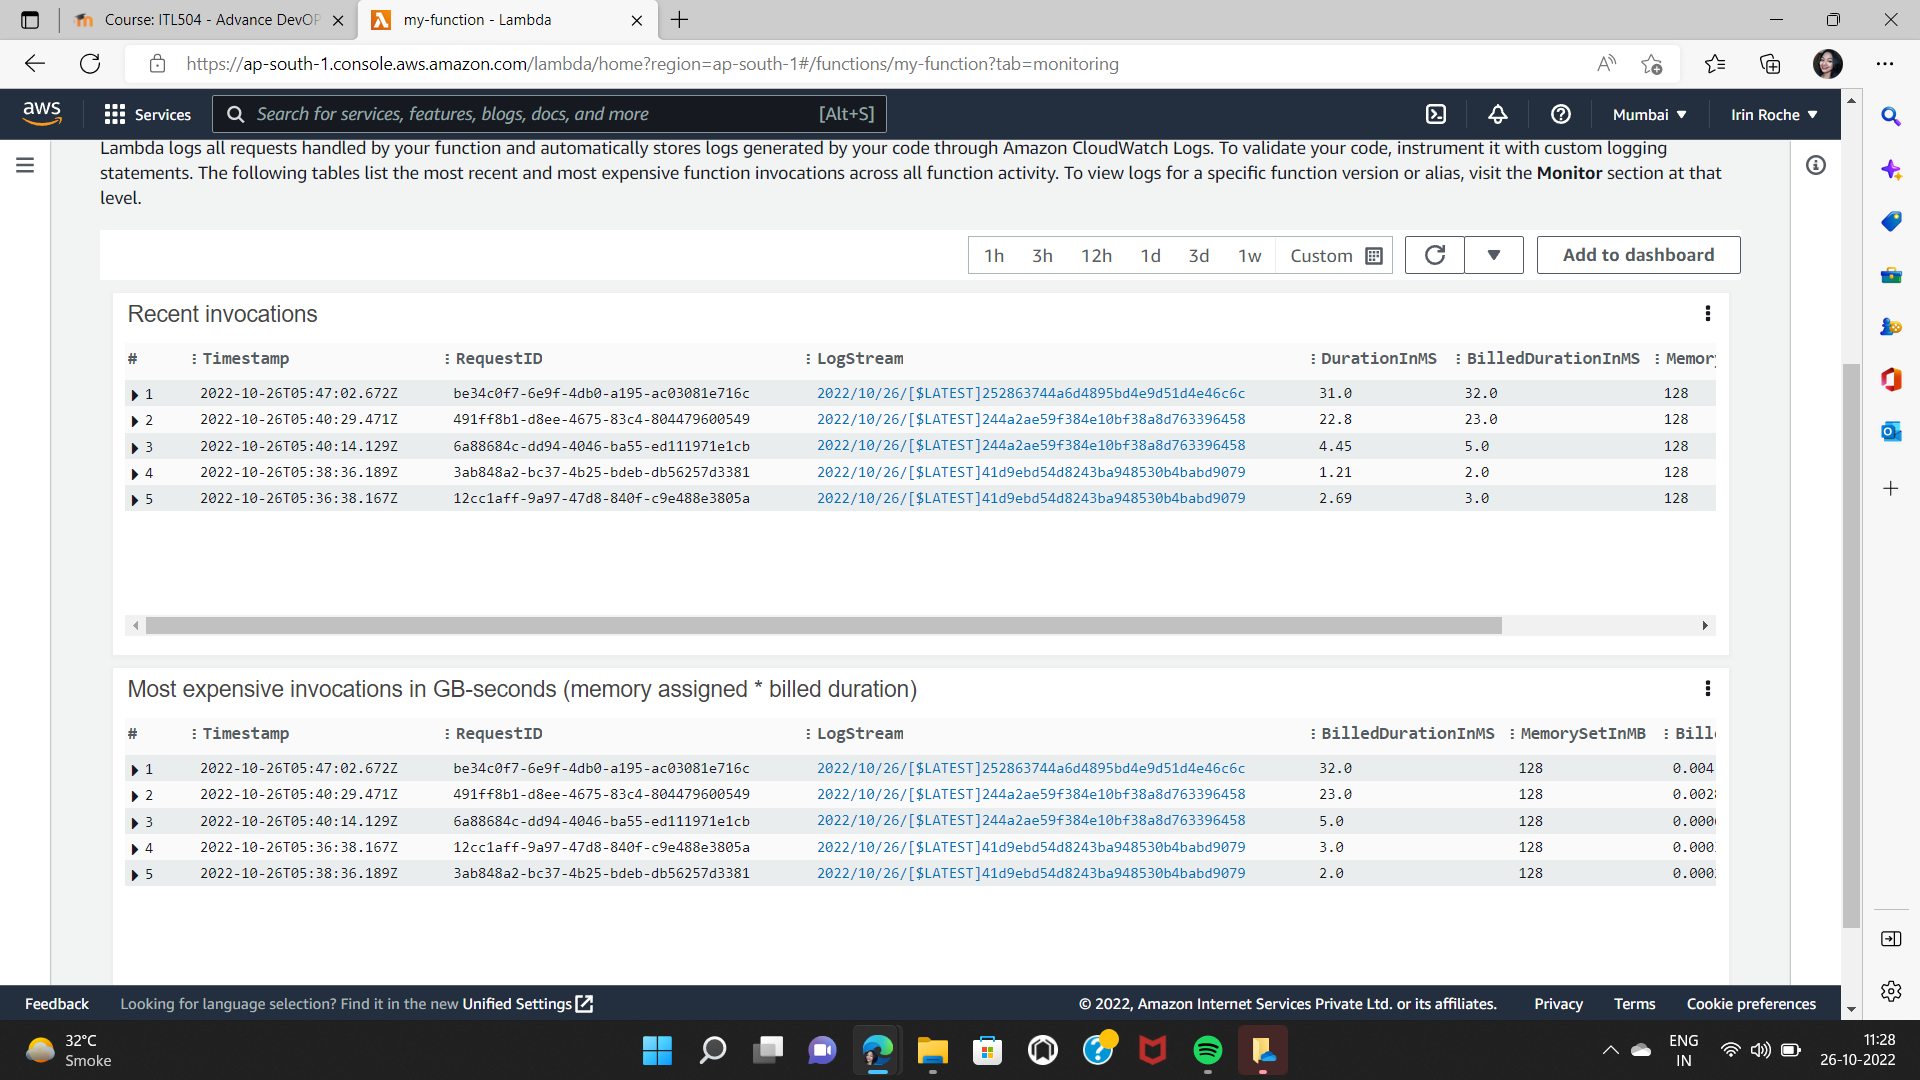 Course: ITL504 - Advance DevOP
my-function - Lambda
https://ap-south-1.console.aws.amazon.com/lambda/home?region=ap-south-1#/functions/my-function?tab=monitoring
aws
Services
Search for services, features, blogs, docs, and more
[Alt+S]
Mumbai
Irin Roche
Lambda logs all requests handled by your function and automatically stores logs generated by your code through Amazon CloudWatch Logs. To validate your code, instrument it with custom logging
statements. The following tables list the most recent and most expensive function invocations across all function activity. To view logs for a specific function version or alias, visit the Monitor section at that
level.
1h 3h 12h 1d 3d 1w Custom
Add to dashboard
Recent invocations
# Timestamp RequestID LogStream DurationInMS BilledDurationInMS Memor
1 2022-10-26T05:47:02.672Z be34c0f7-6e9f-4db0-a195-ac03081e716c 2022/10/26/[$LATEST]252863744a6d4895bd4e9d51d4e46c6c 31.0 32.0 128
2 2022-10-26T05:40:29.471Z 491ff8b1-d8ee-4675-83c4-804479600549 2022/10/26/[$LATEST]244a2ae59f384e10bf38a8d763396458 22.8 23.0 128
3 2022-10-26T05:40:14.129Z 6a88684c-dd94-4046-ba55-ed111971e1cb 2022/10/26/[$LATEST]244a2ae59f384e10bf38a8d763396458 4.45 5.0 128
4 2022-10-26T05:38:36.189Z 3ab848a2-bc37-4b25-bdeb-db56257d3381 2022/10/26/[$LATEST]41d9ebd54d8243ba948530b4babd9079 1.21 2.0 128
5 2022-10-26T05:36:38.167Z 12cc1aff-9a97-47d8-840f-c9e488e3805a 2022/10/26/[$LATEST]41d9ebd54d8243ba948530b4babd9079 2.69 3.0 128
Most expensive invocations in GB-seconds (memory assigned * billed duration)
# Timestamp RequestID LogStream BilledDurationInMS MemorySetInMB Bill
1 2022-10-26T05:47:02.672Z be34c0f7-6e9f-4db0-a195-ac03081e716c 2022/10/26/[$LATEST]252863744a6d4895bd4e9d51d4e46c6c 32.0 128 0.004
2 2022-10-26T05:40:29.471Z 491ff8b1-d8ee-4675-83c4-804479600549 2022/10/26/[$LATEST]244a2ae59f384e10bf38a8d763396458 23.0 128 0.002
3 2022-10-26T05:40:14.129Z 6a88684c-dd94-4046-ba55-ed111971e1cb 2022/10/26/[$LATEST]244a2ae59f384e10bf38a8d763396458 5.0 128 0.000
4 2022-10-26T05:36:38.167Z 12cc1aff-9a97-47d8-840f-c9e488e3805a 2022/10/26/[$LATEST]41d9ebd54d8243ba948530b4babd9079 3.0 128 0.000
5 2022-10-26T05:38:36.189Z 3ab848a2-bc37-4b25-bdeb-db56257d3381 2022/10/26/[$LATEST]41d9ebd54d8243ba948530b4babd9079 2.0 128 0.000
Feedback Looking for language selection? Find it in the new Unified Settings © 2022, Amazon Internet Services Private Ltd. or its affiliates. Privacy Terms Cookie preferences
32°C
Smoke
ENG
IN
11:28
26-10-2022